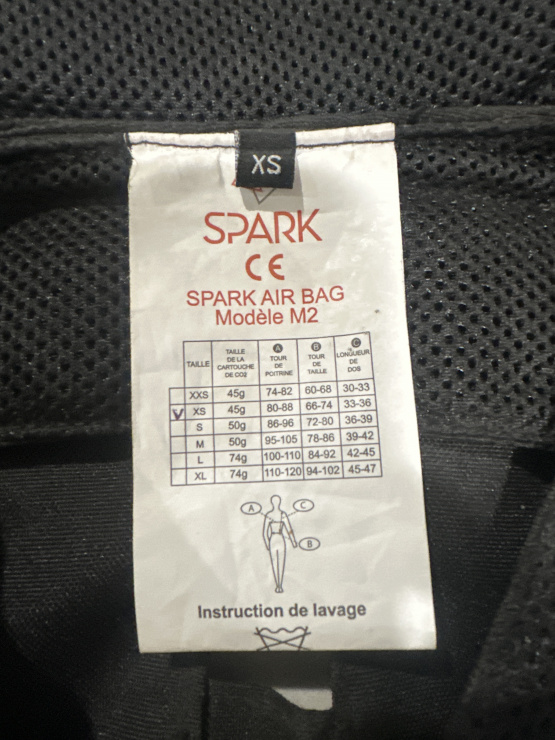 XS
SPARK
CE
SPARK AIR BAG
Modèle M2
TAILLE TAILLE DE LA CARTOUCHE DE CO2 A TOUR DE POITRINE B TOUR DE TAILLE C LONGUEUR DE DOS
XXS 45g 74-82 60-68 30-33
V XS 45g 80-88 66-74 33-36
S 50g 86-96 72-80 36-39
M 50g 95-105 78-86 39-42
L 74g 100-110 84-92 42-45
XL 74g 110-120 94-102 45-47
A C
B
Instruction de lavage